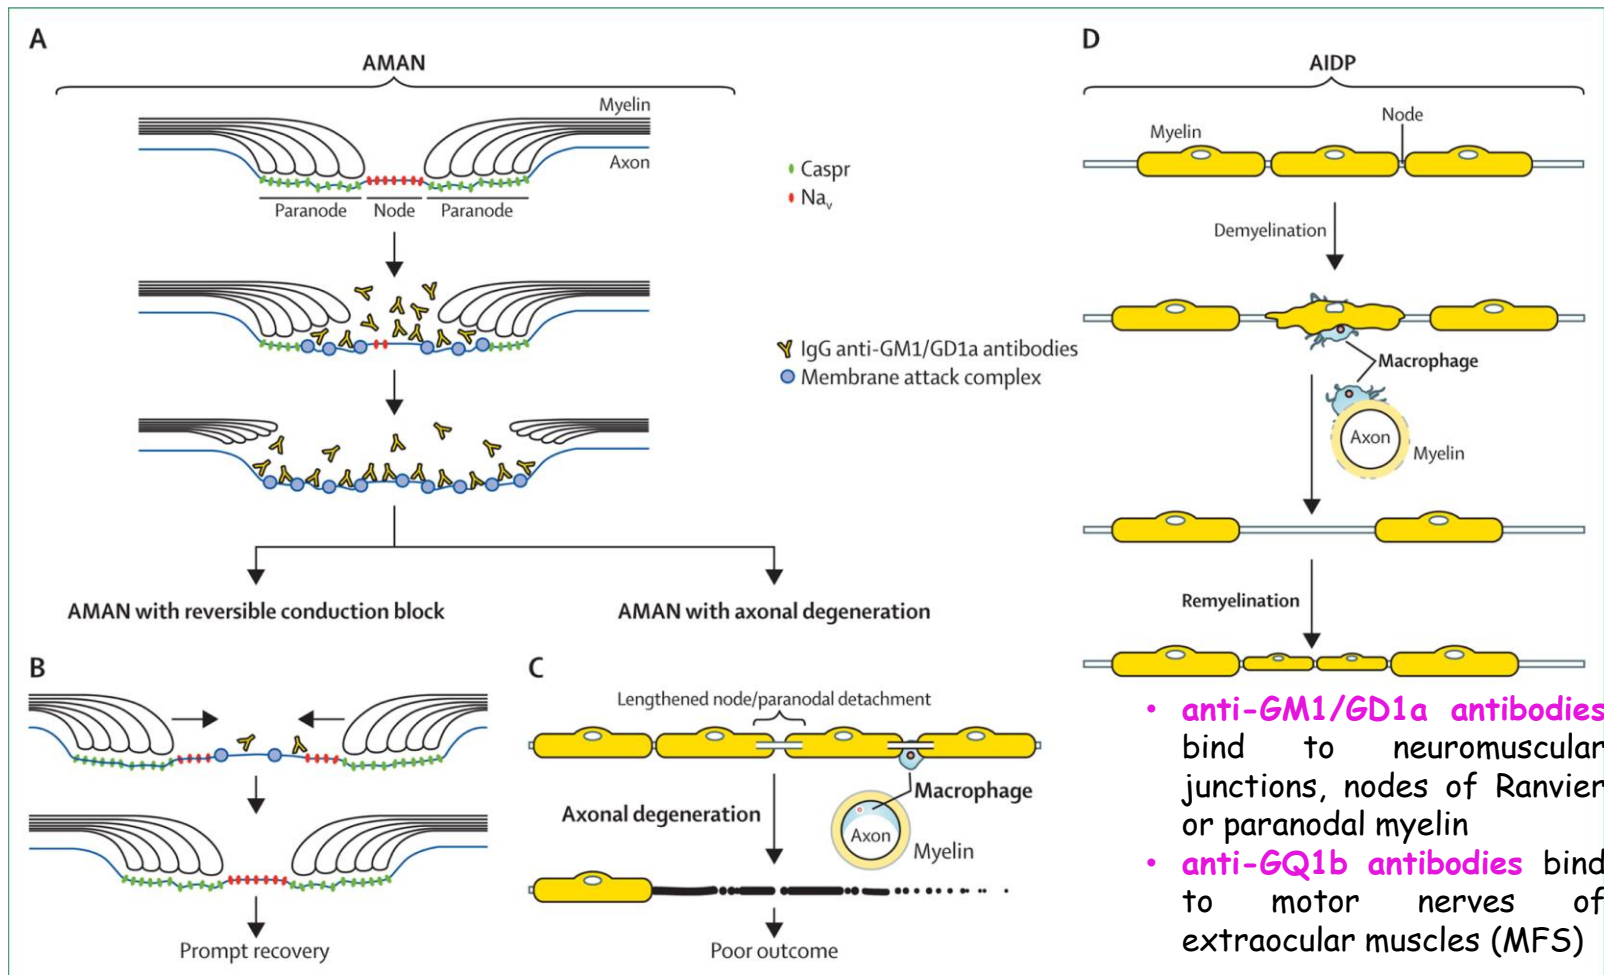 A
AMAN
Myelin
Axon
Paranode Node Paranode
Caspr
Nav
IgG anti-GM1/GD1a antibodies
Membrane attack complex
AMAN with reversible conduction block
AMAN with axonal degeneration
B
Prompt recovery
C
Lengthened node/paranodal detachment
Macrophage
Axonal degeneration
Axon
Myelin
Poor outcome
D
AIDP
Node
Myelin
Demyelination
Macrophage
Axon
Myelin
Remyelination
• anti-GM1/GD1a antibodies
bind to neuromuscular
junctions, nodes of Ranvier
or paranodal myelin
• anti-GQ1b antibodies bind
to motor nerves of
extraocular muscles (MFS)